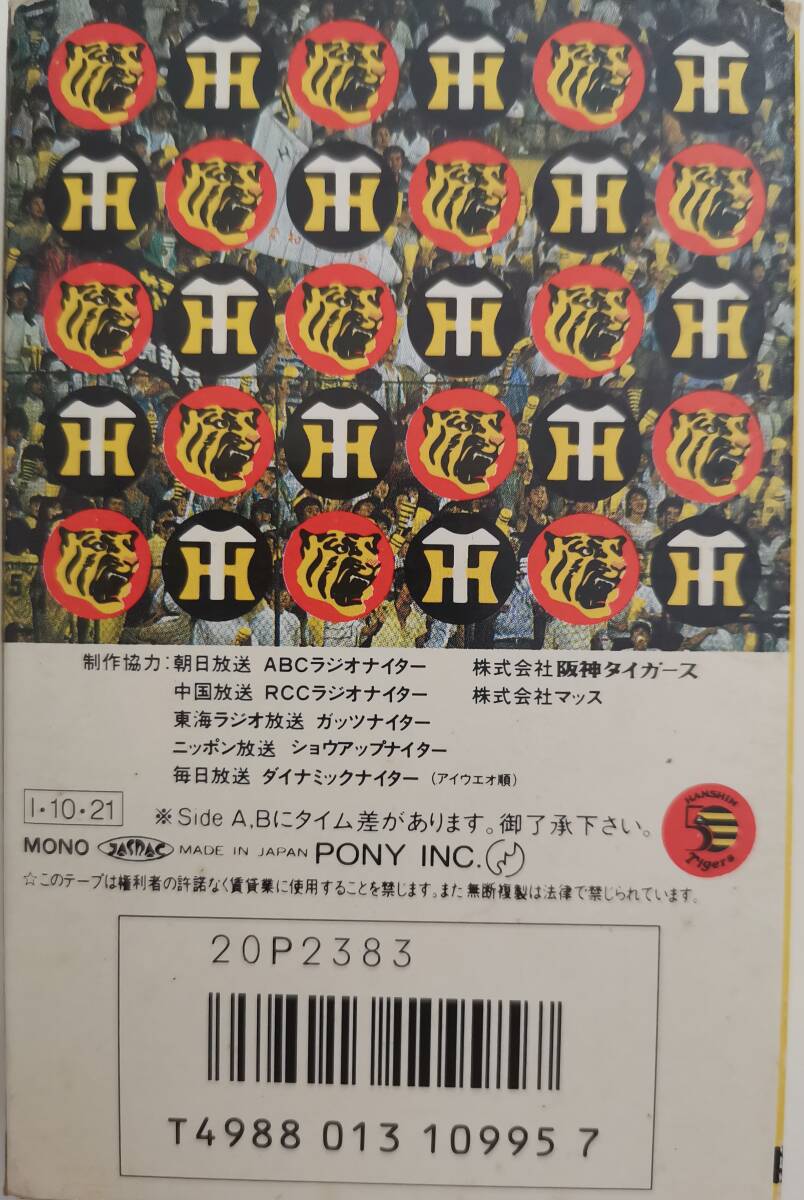 制作協力:朝日放送 ABCラジオナイター 株式会社阪神タイガース
中国放送 RCCラジオナイター 株式会社マッス
東海ラジオ放送 ガッツナイター
ニッポン放送 ショウアップナイター
毎日放送 ダイナミックナイター (アイウエオ順)
I・10・21 ※Side A,Bにタイム差があります。御了承下さい。
HANSHIN 50 Tigers
MONO JASRAC MADE IN JAPAN PONY INC.
☆このテープは権利者の許諾なく賃貸業に使用することを禁じます。また無断複製は法律で禁じられています。
20P2383
T4988 013 10995 7